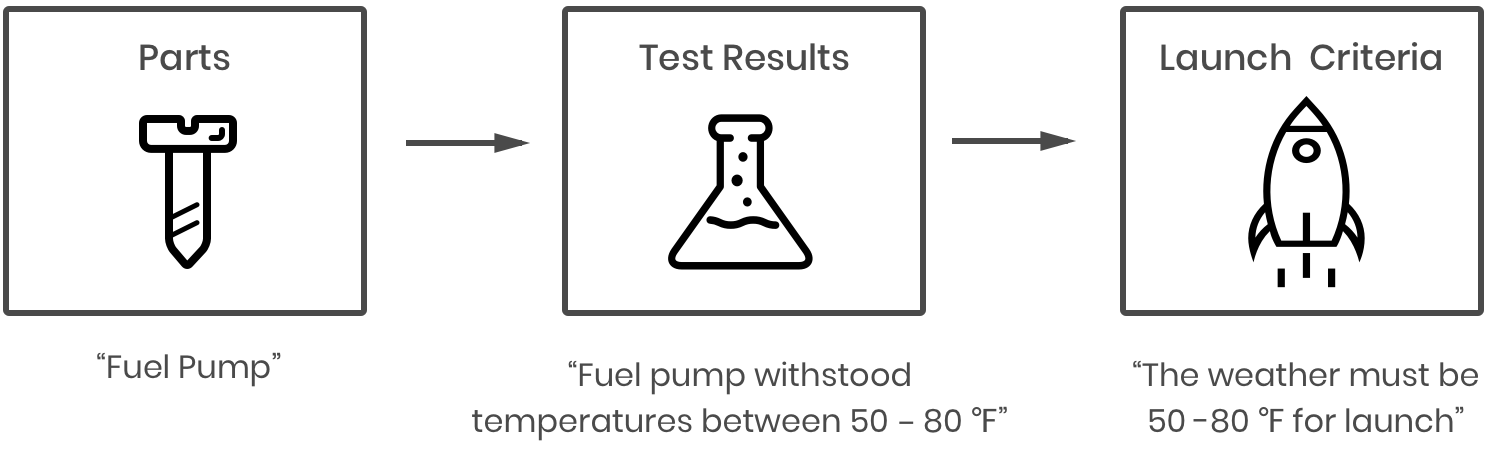 Parts
Test Results
Launch Criteria
“Fuel Pump”
“Fuel pump withstood
temperatures between 50 – 80 °F”
“The weather must be
50 -80 °F for launch”